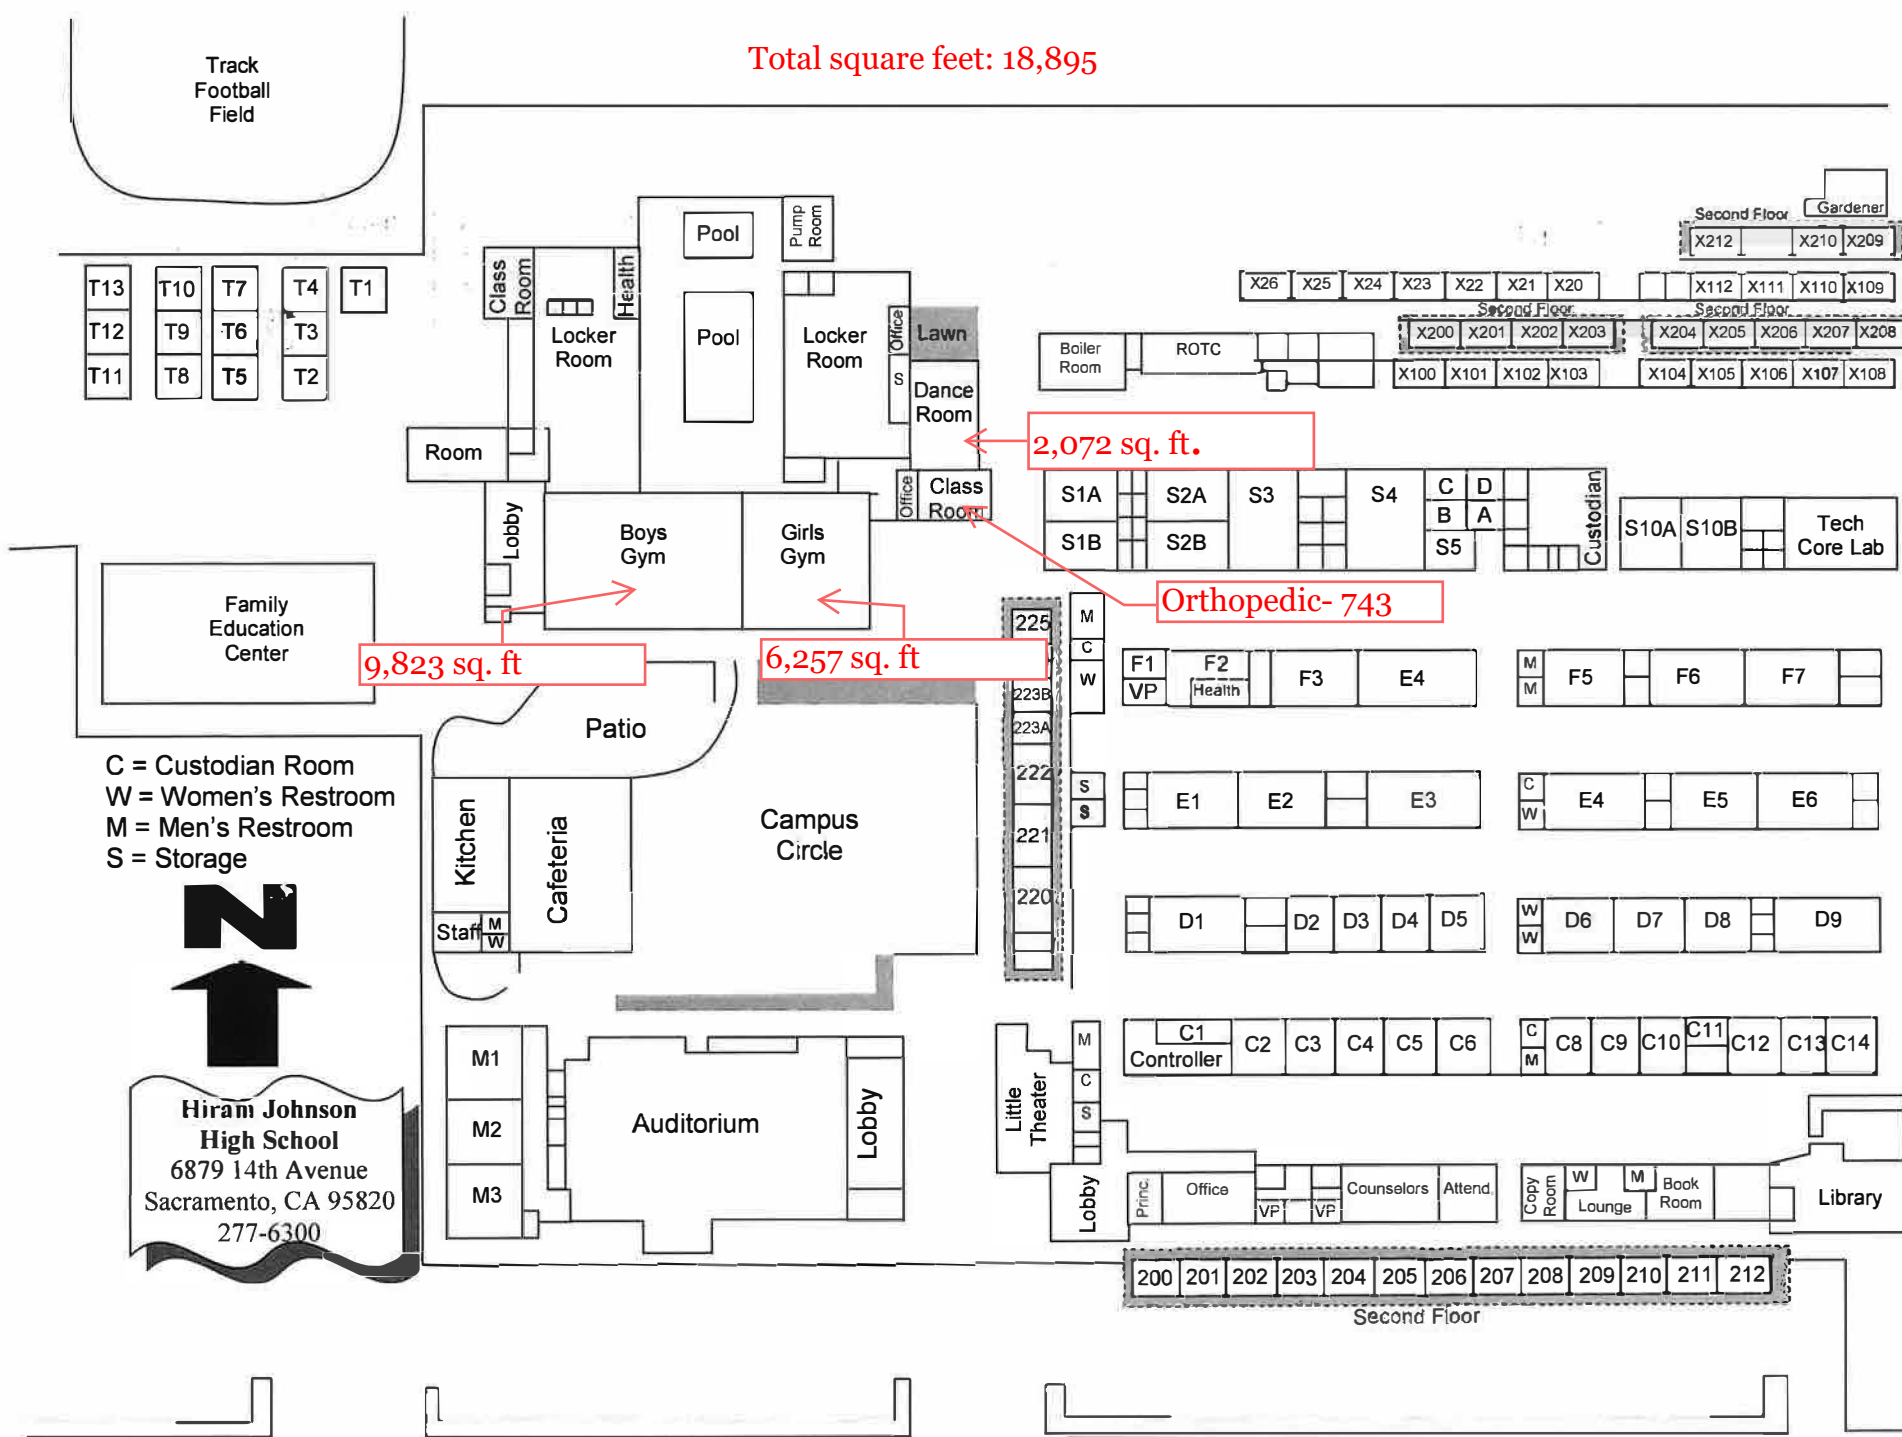 Total square feet: 18,895
Track
Football
Field
Gardener
Second Floor
X212 X210 X209
Pump
Room
Pool
Class
Room
Health
T13 T10 T7 T4 T1
X26 X25 X24 X23 X22 X21 X20 X112 X111 X110 X109
Second Floor Second Floor
T12 T9 T6 T3
Locker
Room
Pool
Locker
Room
Office
Lawn
X200 X201 X202 X203 X204 X205 X206 X207 X208
Boiler
Room
ROTC
T11 T8 T5 T2
S
Dance
Room
X100 X101 X102 X103 X104 X105 X106 X107 X108
2,072 sq. ft.
Room
Office
Class
Room
S1A S2A S3 S4 C D
B A
S1B S2B S5
Custodian
S10A S10B
Tech
Core Lab
Lobby
Boys
Gym
Girls
Gym
Orthopedic- 743
Family
Education
Center
9,823 sq. ft
6,257 sq. ft
225
M
C
W
223B
223A
222
221
220
S
S
F1
VP
F2
Health
F3 E4
M
M
F5 F6 F7
Patio
C = Custodian Room
W = Women's Restroom
M = Men's Restroom
S = Storage
Kitchen
Cafeteria
Campus
Circle
E1 E2 E3
C
W
E4 E5 E6
Staff
M
W
D1 D2 D3 D4 D5
W
W
D6 D7 D8 D9
N
M1
M2
M3
Auditorium
Lobby
Little
Theater
M
C
S
C1
Controller
C2 C3 C4 C5 C6
C
M
C8 C9 C10 C11 C12 C13 C14
Hiram Johnson
High School
6879 14th Avenue
Sacramento, CA 95820
277-6300
Lobby
Princ.
Office
VP VP
Counselors Attend.
Copy
Room
W M
Lounge
Book
Room
Library
200 201 202 203 204 205 206 207 208 209 210 211 212
Second Floor